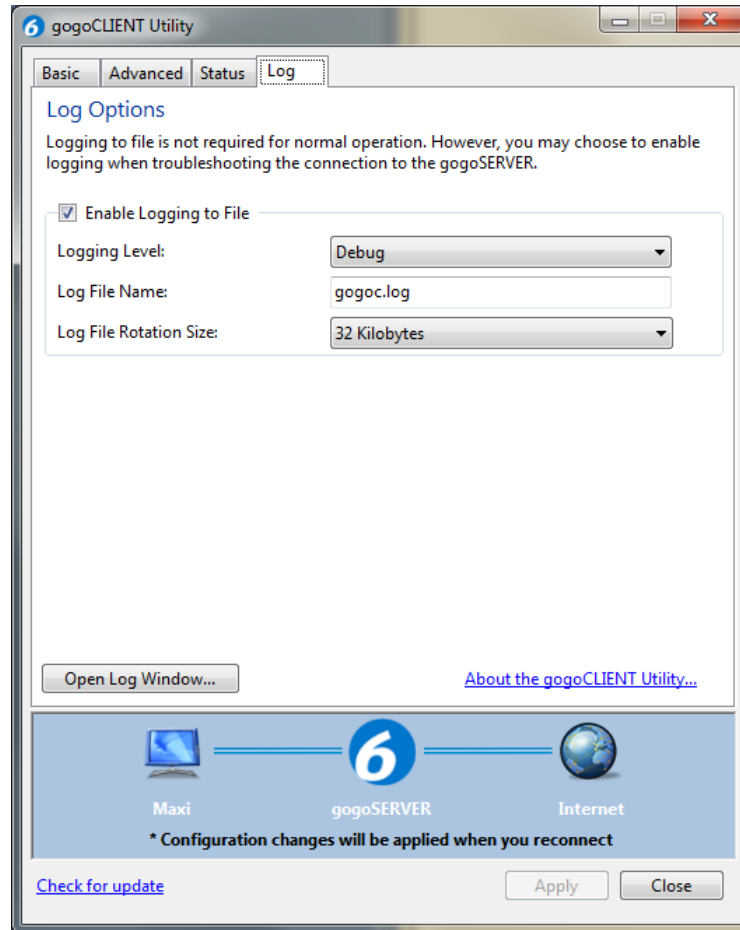 6 gogoCLIENT Utility
Basic Advanced Status Log
Log Options
Logging to file is not required for normal operation. However, you may choose to enable
logging when troubleshooting the connection to the gogoSERVER.
Enable Logging to File
Logging Level: Debug
Log File Name: gogoc.log
Log File Rotation Size: 32 Kilobytes
Open Log Window... About the gogoCLIENT Utility...
6
Maxi gogoSERVER Internet
* Configuration changes will be applied when you reconnect
Check for update Apply Close